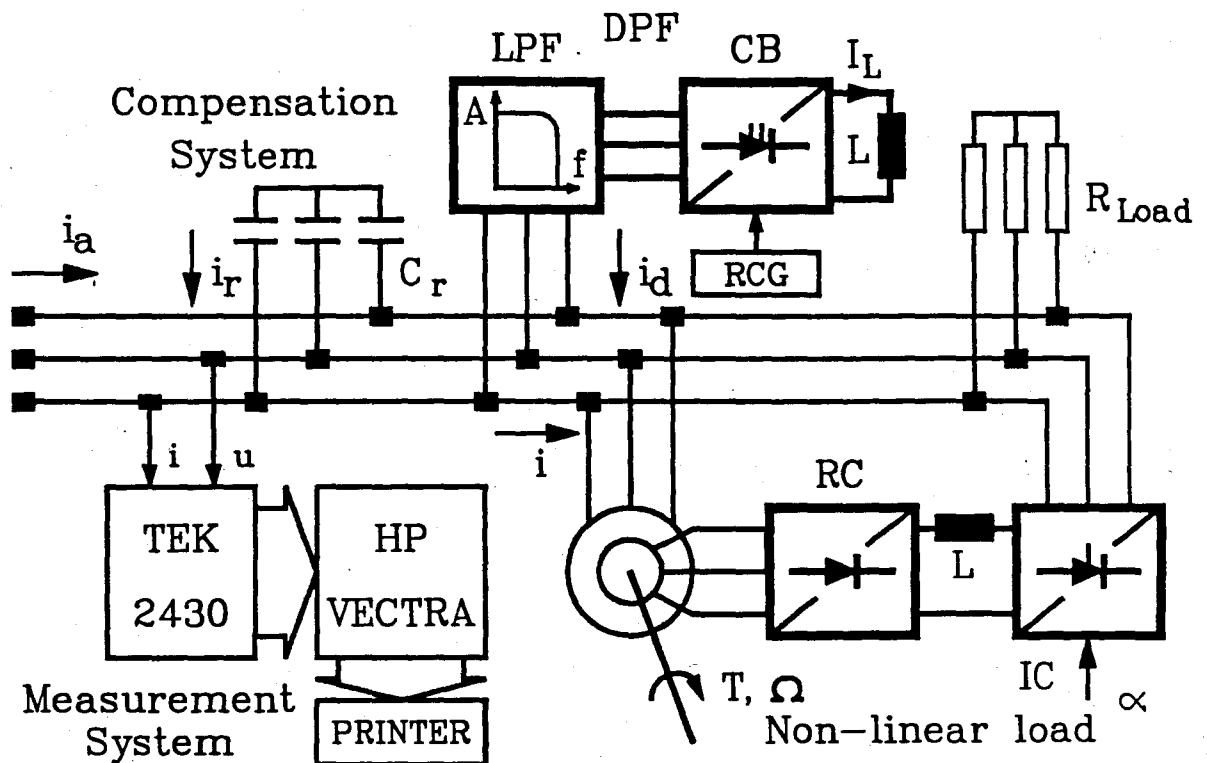 DPF
LPF
CB
I_L
Compensation
System
A
f
L
R_Load
i_a
i_r
C_r
i_d
RCG
i
u
i
RC
TEK
2430
HP
VECTRA
L
IC
∝
T, Ω
Measurement
System
PRINTER
Non-linear load